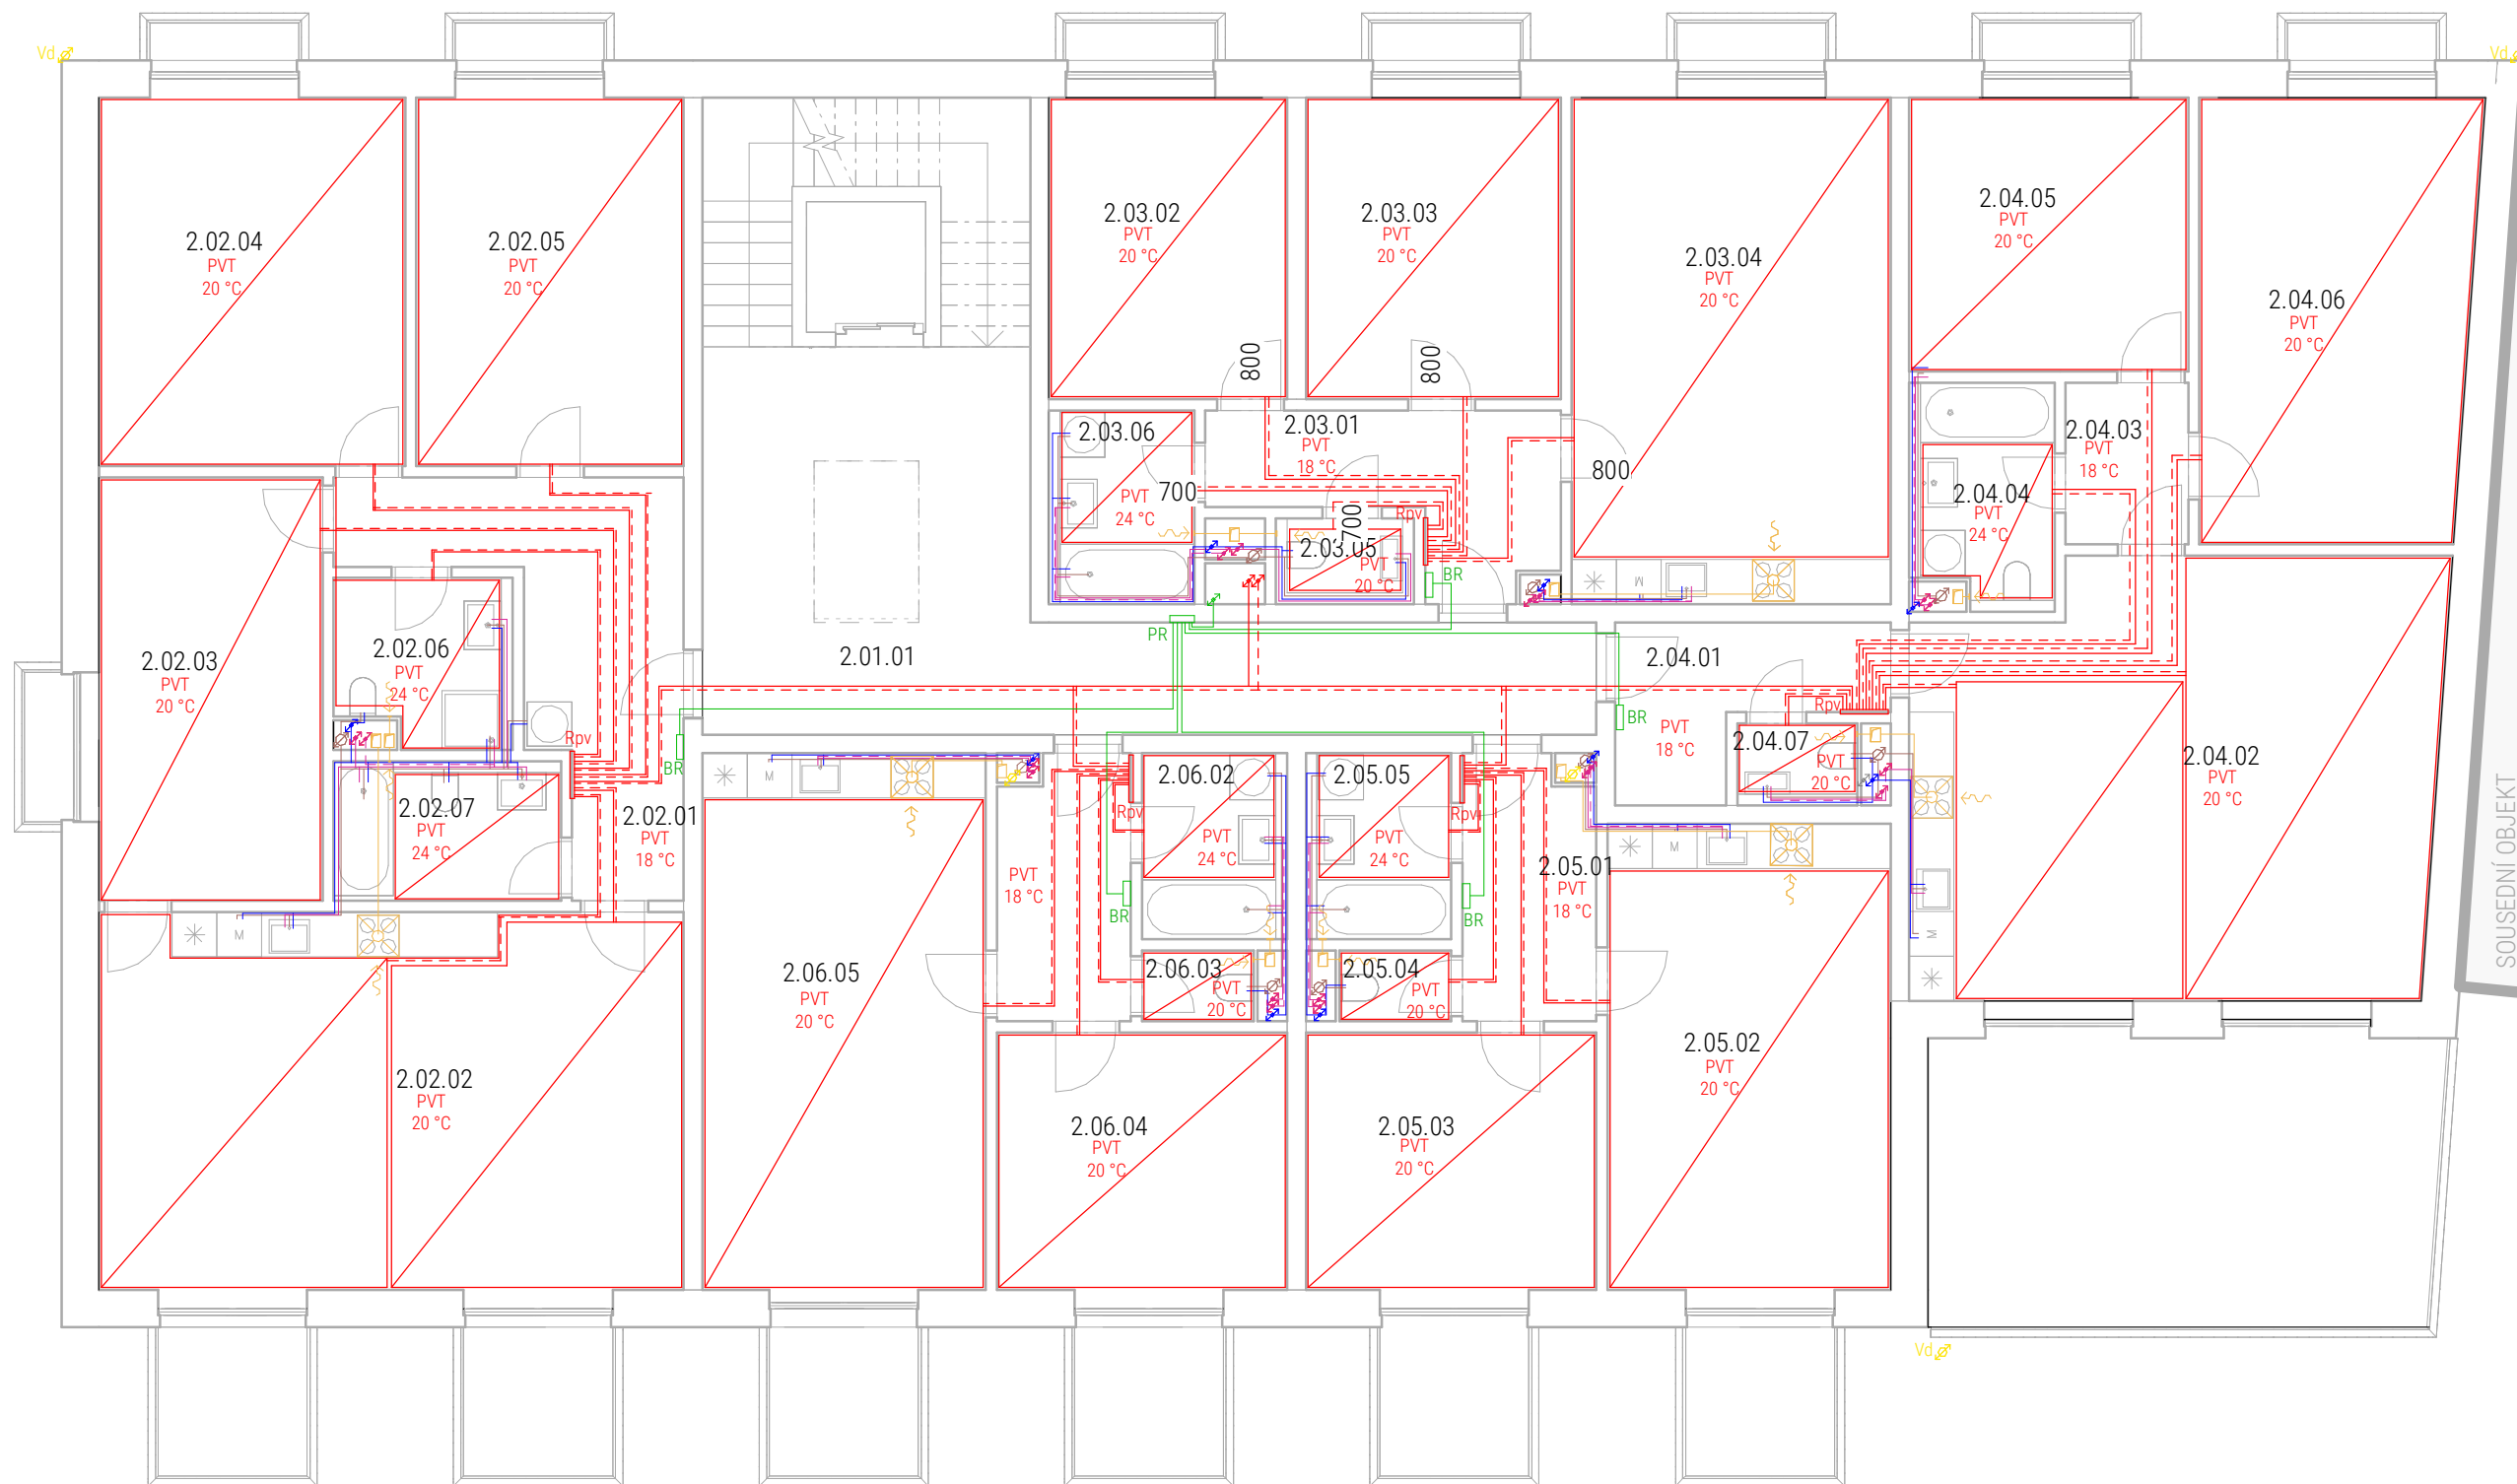 Vd
Vd
2.02.04
PVT
20 °C
2.02.05
PVT
20 °C
2.03.02
PVT
20 °C
2.03.03
PVT
20 °C
2.03.04
PVT
20 °C
2.04.05
PVT
20 °C
2.04.06
PVT
20 °C
800
800
2.03.06
PVT
24 °C
700
2.03.01
PVT
18 °C
800
2.04.03
PVT
18 °C
2.04.04
PVT
24 °C
Rpv
700
2.03.05
PVT
20 °C
BR
M
2.02.03
PVT
20 °C
2.02.06
PVT
24 °C
PR
2.01.01
2.04.01
PVT
18 °C
BR
Rpv
2.04.07
PVT
20 °C
2.04.02
PVT
20 °C
Rpv
BR
2.02.07
PVT
24 °C
2.02.01
PVT
18 °C
M
2.06.02
PVT
24 °C
Rpv
2.05.05
PVT
24 °C
Rpv
M
SOUSEDNÍ OBJEKT
PVT
18 °C
BR
BR
2.05.01
PVT
18 °C
M
M
2.06.05
PVT
20 °C
2.06.03
PVT
20 °C
2.05.04
PVT
20 °C
2.02.02
PVT
20 °C
2.06.04
PVT
20 °C
2.05.03
PVT
20 °C
2.05.02
PVT
20 °C
Vd